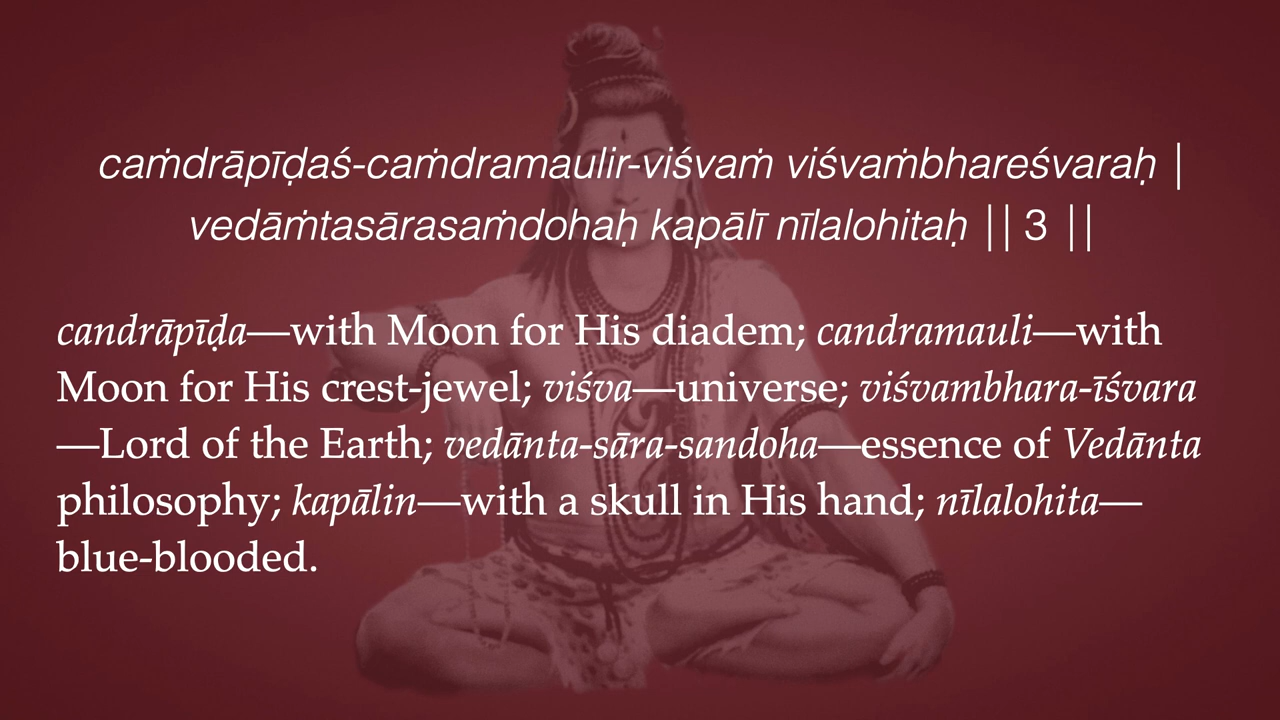 caṁdrāpīḍaś-caṁdramaulir-viśvaṁ viśvaṁbhareśvaraḥ |
vedāṁtasārasaṁdohaḥ kapālī nīlalohitaḥ || 3 ||
candrāpīḍa—with Moon for His diadem; candramauli—with
Moon for His crest-jewel; viśva—universe; viśvambhara-īśvara
—Lord of the Earth; vedānta-sāra-sandoha—essence of Vedānta
philosophy; kapālin—with a skull in His hand; nīlalohita—
blue-blooded.